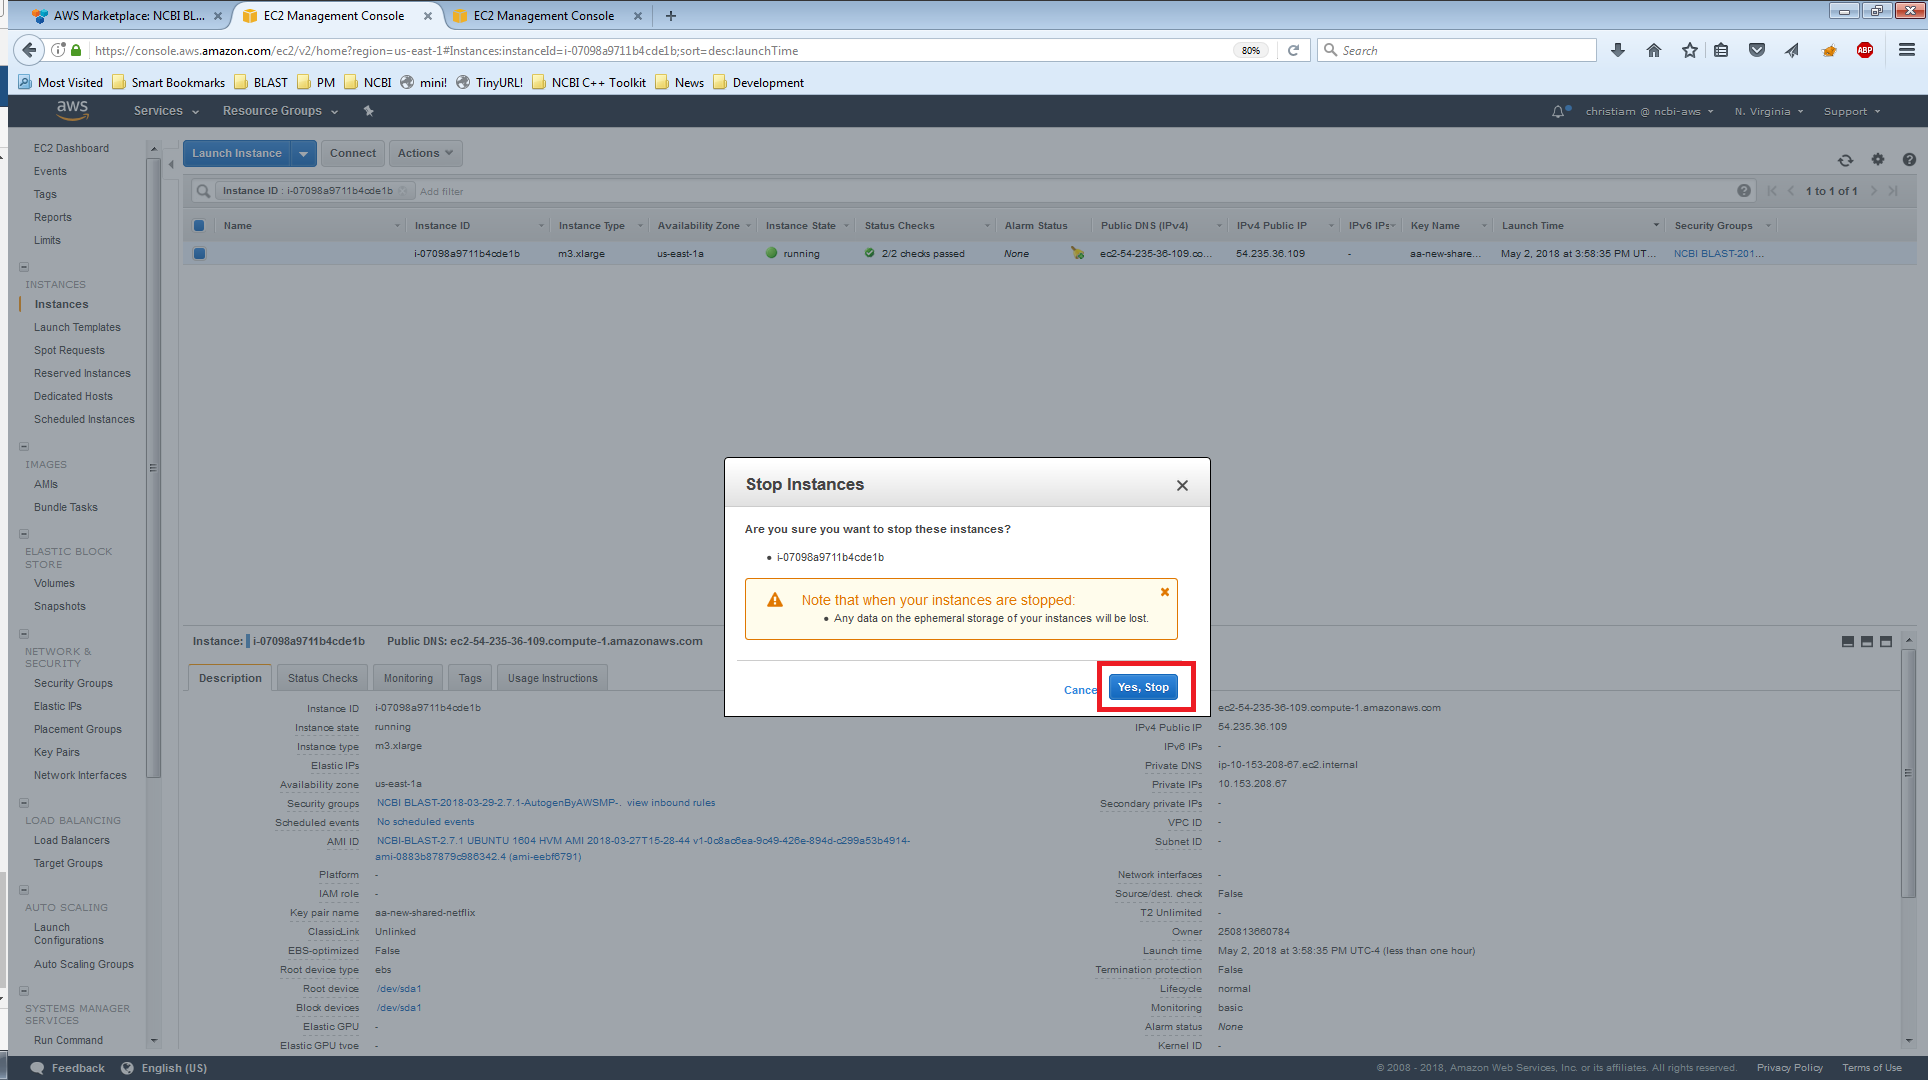 AWS Marketplace: NCBI BL...
EC2 Management Console
EC2 Management Console
https://console.aws.amazon.com/ec2/v2/home?region=us-east-1#Instances:instanceId=i-07098a9711b4cde1b;sort=desc:launchTime
80%
Search
ABP
Most Visited
Smart Bookmarks
BLAST
PM
NCBI
mini!
TinyURL!
NCBI C++ Toolkit
News
Development
aws
Services
Resource Groups
christiam @ ncbi-aws
N. Virginia
Support
EC2 Dashboard
Events
Tags
Reports
Limits
INSTANCES
Instances
Launch Templates
Spot Requests
Reserved Instances
Dedicated Hosts
Scheduled Instances
IMAGES
AMIs
Bundle Tasks
ELASTIC BLOCK
STORE
Volumes
Snapshots
NETWORK &
SECURITY
Security Groups
Elastic IPs
Placement Groups
Key Pairs
Network Interfaces
LOAD BALANCING
Load Balancers
Target Groups
AUTO SCALING
Launch
Configurations
Auto Scaling Groups
SYSTEMS MANAGER
SERVICES
Run Command
Launch Instance
Connect
Actions
Instance ID : i-07098a9711b4cde1b
Add filter
1 to 1 of 1
Name Instance ID Instance Type Availability Zone Instance State Status Checks Alarm Status Public DNS (IPv4) IPv4 Public IP IPv6 IPs Key Name Launch Time Security Groups
i-07098a9711b4cde1b m3.xlarge us-east-1a running 2/2 checks passed None ec2-54-235-36-109.co... 54.235.36.109 - aa-new-share... May 2, 2018 at 3:58:35 PM UT... NCBI BLAST-201...
Stop Instances
Are you sure you want to stop these instances?
• i-07098a9711b4cde1b
Note that when your instances are stopped:
• Any data on the ephemeral storage of your instances will be lost.
Cance
Yes, Stop
Instance: i-07098a9711b4cde1b Public DNS: ec2-54-235-36-109.compute-1.amazonaws.com
Description
Status Checks
Monitoring
Tags
Usage Instructions
Instance ID i-07098a9711b4cde1b
Instance state running
Instance type m3.xlarge
Elastic IPs
Availability zone us-east-1a
Security groups NCBI BLAST-2018-03-29-2.7.1-AutogenByAWSMP-. view inbound rules
Scheduled events No scheduled events
AMI ID NCBI-BLAST-2.7.1 UBUNTU 1604 HVM AMI 2018-03-27T15-28-44 v1-0c8ac6ea-9c49-426e-894d-c299a53b4914-
ami-0883b87879c986342.4 (ami-eebf6791)
Platform -
IAM role -
Key pair name aa-new-shared-netflix
ClassicLink Unlinked
EBS-optimized False
Root device type ebs
Root device /dev/sda1
Block devices /dev/sda1
Elastic GPU -
Elastic GPU type -
ec2-54-235-36-109.compute-1.amazonaws.com
IPv4 Public IP 54.235.36.109
IPv6 IPs -
Private DNS ip-10-153-208-67.ec2.internal
Private IPs 10.153.208.67
Secondary private IPs -
VPC ID -
Subnet ID -
Network interfaces -
Source/dest. check False
T2 Unlimited -
Owner 250813660784
Launch time May 2, 2018 at 3:58:35 PM UTC-4 (less than one hour)
Termination protection False
Lifecycle normal
Monitoring basic
Alarm status None
Kernel ID -
Feedback
English (US)
© 2008 - 2018, Amazon Web Services, Inc. or its affiliates. All rights reserved.
Privacy Policy
Terms of Use